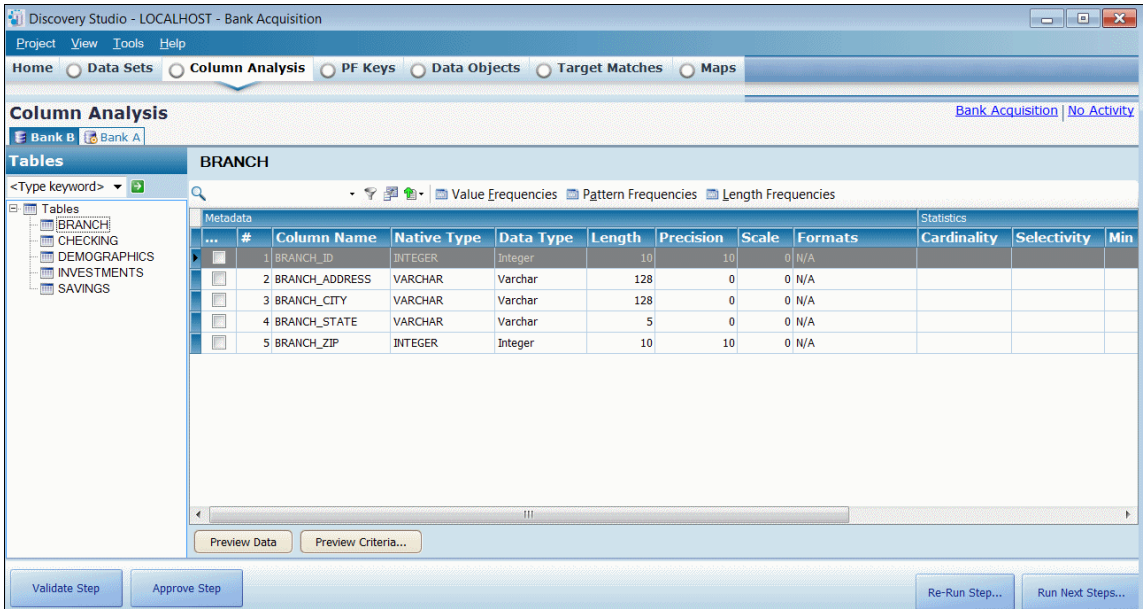 Discovery Studio - LOCALHOST - Bank Acquisition
Project View Tools Help
Home Data Sets Column Analysis PF Keys Data Objects Target Matches Maps
Column Analysis
Bank Acquisition | No Activity
Bank B Bank A
Tables
BRANCH
<Type keyword>
Value Frequencies Pattern Frequencies Length Frequencies
Tables
BRANCH
CHECKING
DEMOGRAPHICS
INVESTMENTS
SAVINGS
Metadata Statistics
... # Column Name Native Type Data Type Length Precision Scale Formats Cardinality Selectivity Min
1 BRANCH_ID INTEGER Integer 10 10 0 N/A
2 BRANCH_ADDRESS VARCHAR Varchar 128 0 0 N/A
3 BRANCH_CITY VARCHAR Varchar 128 0 0 N/A
4 BRANCH_STATE VARCHAR Varchar 5 0 0 N/A
5 BRANCH_ZIP INTEGER Integer 10 10 0 N/A
Preview Data Preview Criteria...
Validate Step Approve Step Re-Run Step... Run Next Steps...